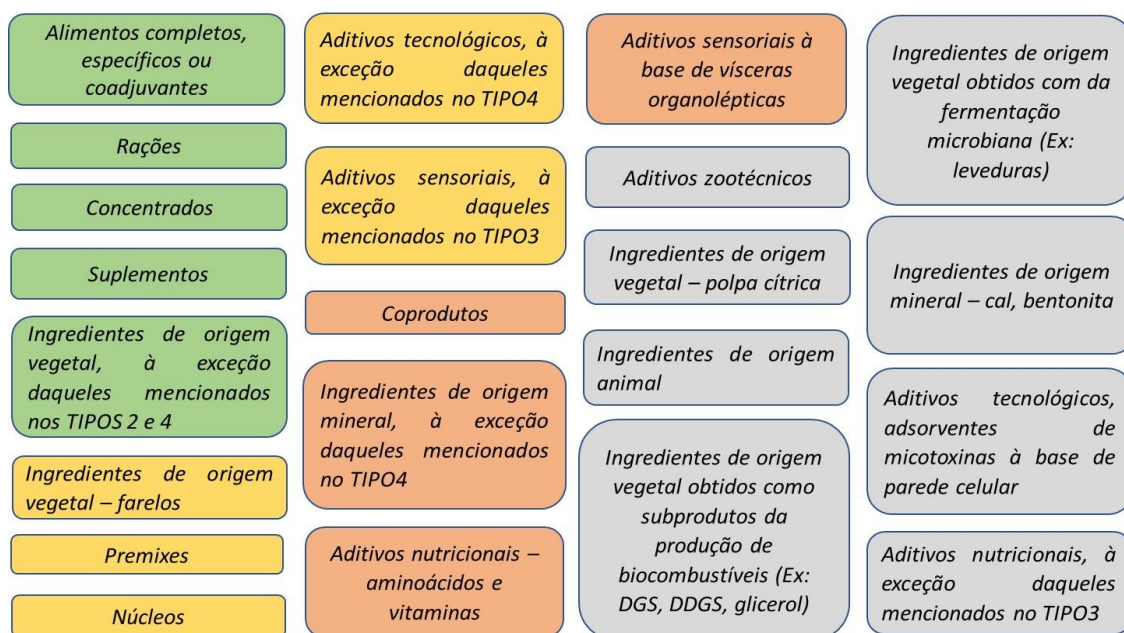 Alimentos completos,
específicos ou
coadjuvantes
Rações
Concentrados
Suplementos
Ingredientes de origem
vegetal, à exceção
daqueles mencionados
nos TIPOS 2 e 4
Ingredientes de origem
vegetal – farelos
Premixes
Núcleos
Aditivos tecnológicos, à
exceção daqueles
mencionados no TIPO4
Aditivos sensoriais, à
exceção daqueles
mencionados no TIPO3
Coprodutos
Ingredientes de origem
mineral, à exceção
daqueles mencionados
no TIPO4
Aditivos nutricionais –
aminoácidos e
vitaminas
Aditivos sensoriais à
base de vísceras
organolépticas
Aditivos zootécnicos
Ingredientes de origem
vegetal – polpa cítrica
Ingredientes de origem
animal
Ingredientes de origem
vegetal obtidos como
subprodutos da
produção de
biocombustíveis (Ex:
DGS, DDGS, glicerol)
Ingredientes de origem
vegetal obtidos com da
fermentação
microbiana (Ex:
leveduras)
Ingredientes de origem
mineral – cal, bentonita
Aditivos tecnológicos,
adsorventes de
micotoxinas à base de
parede celular
Aditivos nutricionais, à
exceção daqueles
mencionados no TIPO3